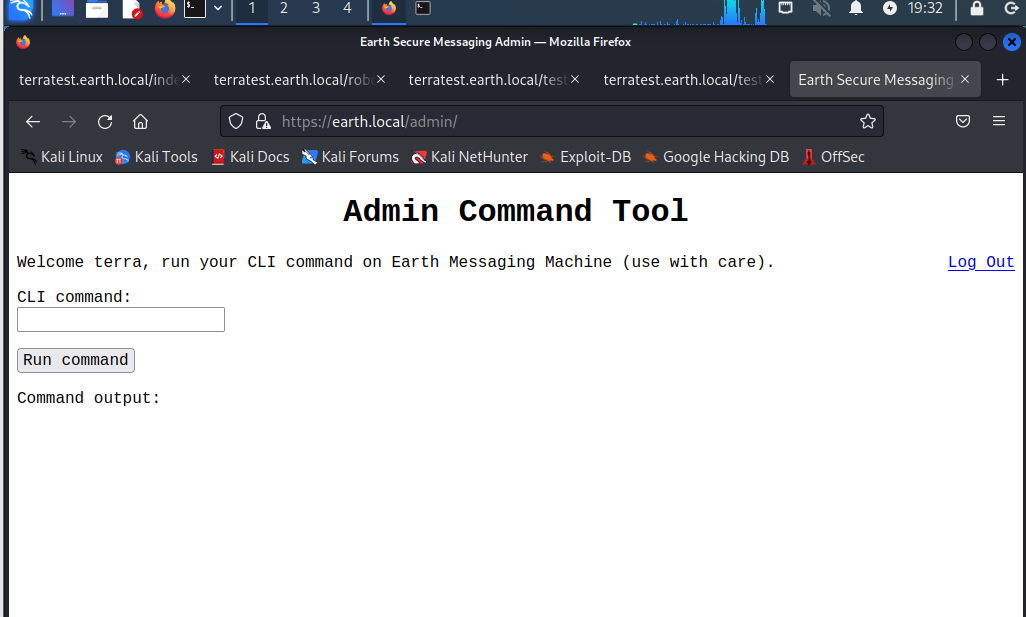 1 2 3 4 19:32
Earth Secure Messaging Admin — Mozilla Firefox
terratest.earth.local/inde terratest.earth.local/rob terratest.earth.local/test terratest.earth.local/test Earth Secure Messaging
https://earth.local/admin/
Kali Linux Kali Tools Kali Docs Kali Forums Kali NetHunter Exploit-DB Google Hacking DB OffSec
Admin Command Tool
Welcome terra, run your CLI command on Earth Messaging Machine (use with care). Log Out
CLI command:
Run command
Command output: